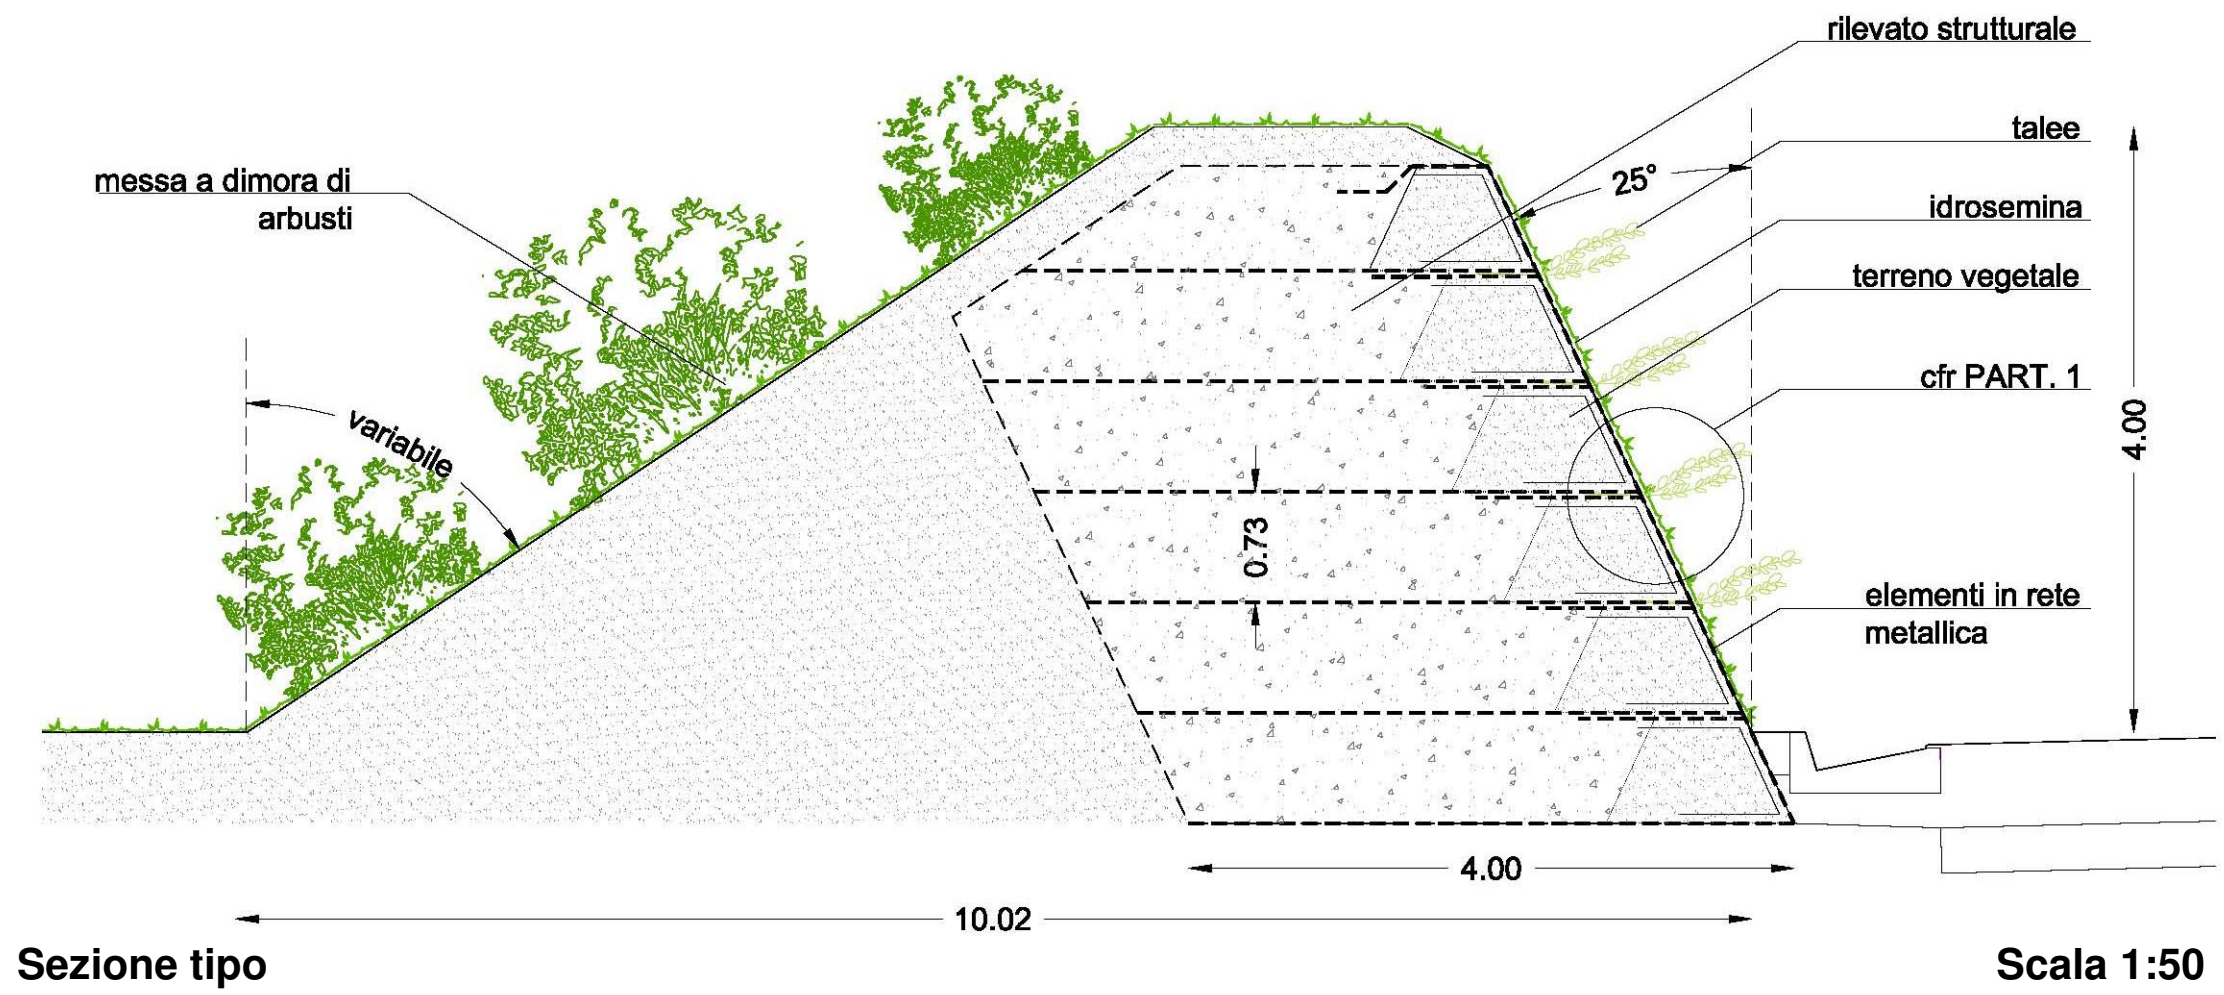 rilevato strutturale
talee
messa a dimora di
arbusti
25°
idrosemina
terreno vegetale
cfr PART. 1
variabile
4.00
0.73
elementi in rete
metallica
4.00
10.02
Sezione tipo
Scala 1:50